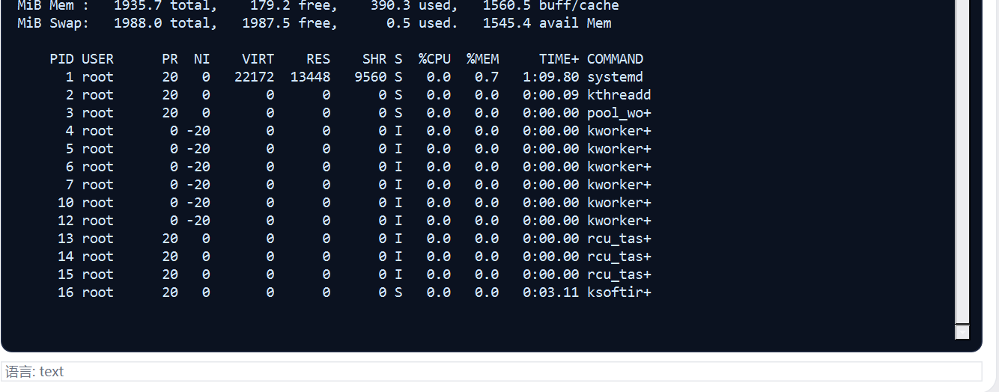 MiB Mem :   1935.7 total,    179.2 free,    390.3 used,   1560.5 buff/cache
MiB Swap:   1988.0 total,   1987.5 free,      0.5 used.   1545.4 avail Mem
    PID USER      PR  NI    VIRT    RES    SHR S  %CPU  %MEM     TIME+ COMMAND
      1 root      20   0   22172  13448   9560 S   0.0   0.7   1:09.80 systemd
      2 root      20   0       0      0      0 S   0.0   0.0   0:00.09 kthreadd
      3 root      20   0       0      0      0 S   0.0   0.0   0:00.00 pool_wo+
      4 root       0 -20       0      0      0 I   0.0   0.0   0:00.00 kworker+
      5 root       0 -20       0      0      0 I   0.0   0.0   0:00.00 kworker+
      6 root       0 -20       0      0      0 I   0.0   0.0   0:00.00 kworker+
      7 root       0 -20       0      0      0 I   0.0   0.0   0:00.00 kworker+
     10 root       0 -20       0      0      0 I   0.0   0.0   0:00.00 kworker+
     12 root       0 -20       0      0      0 I   0.0   0.0   0:00.00 kworker+
     13 root      20   0       0      0      0 I   0.0   0.0   0:00.00 rcu_tas+
     14 root      20   0       0      0      0 I   0.0   0.0   0:00.00 rcu_tas+
     15 root      20   0       0      0      0 I   0.0   0.0   0:00.00 rcu_tas+
     16 root      20   0       0      0      0 S   0.0   0.0   0:03.11 ksoftir+
语言: text